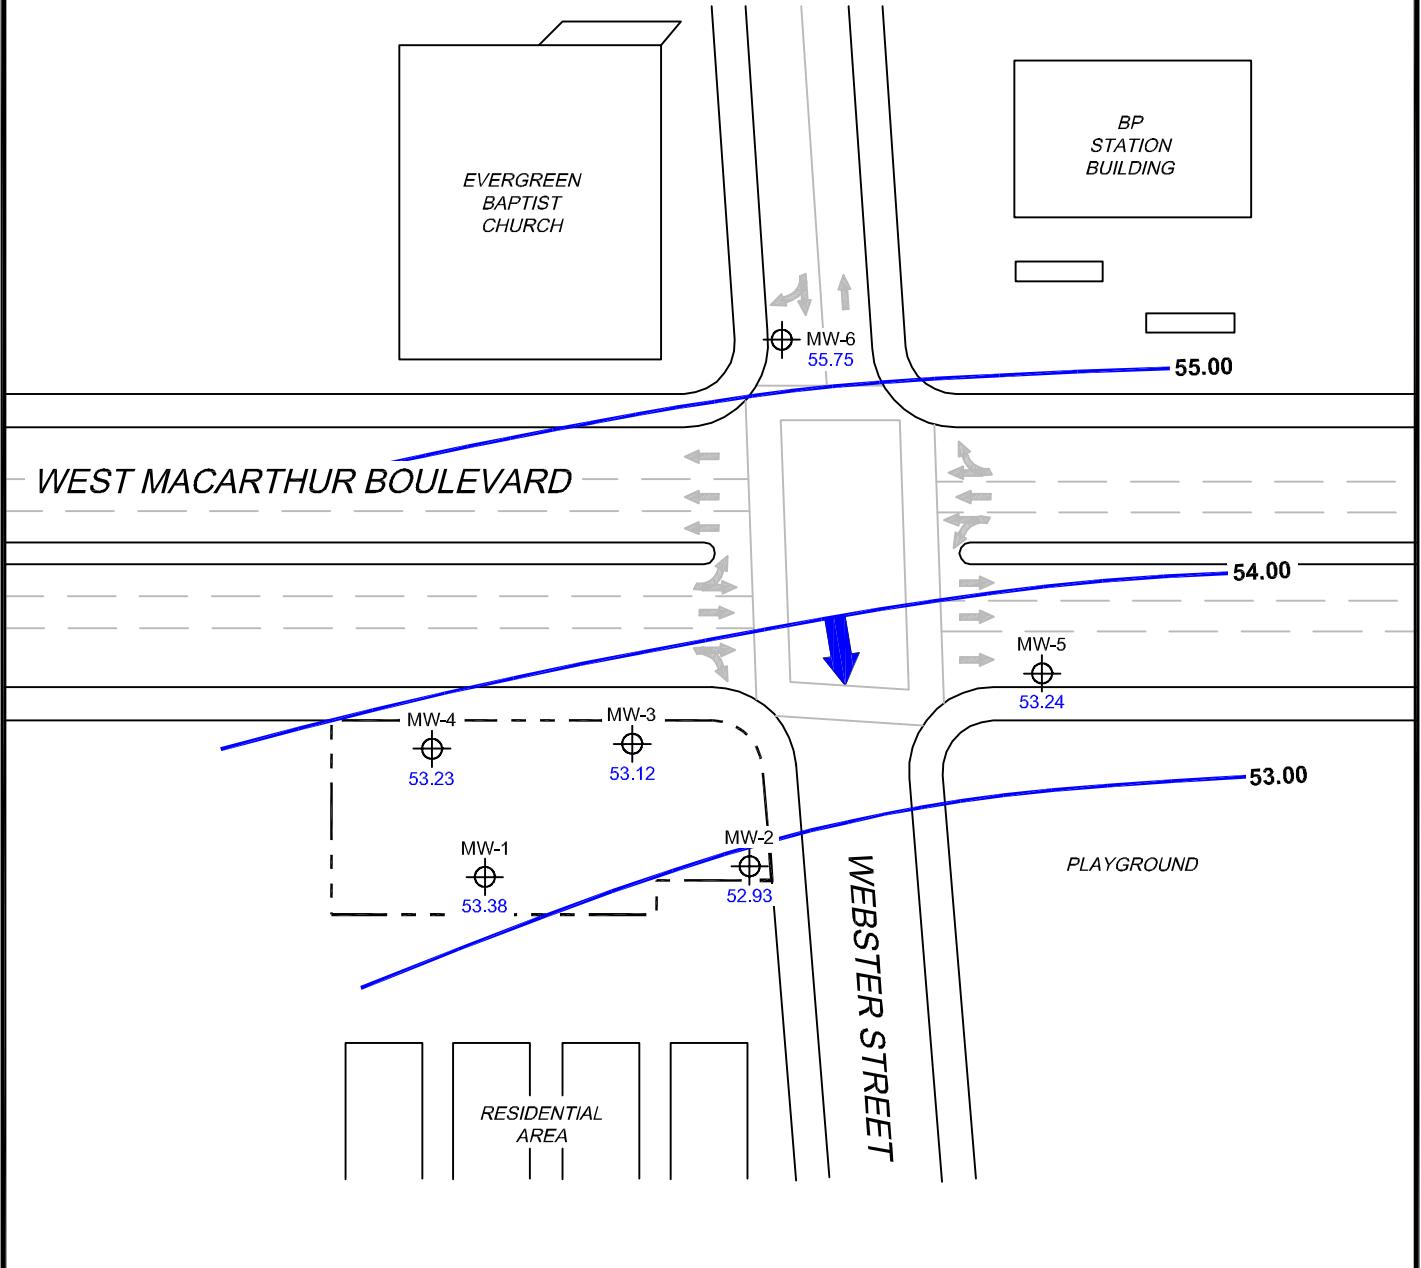 EVERGREEN
BAPTIST
CHURCH
BP
STATION
BUILDING
MW-6
55.75
55.00
WEST MACARTHUR BOULEVARD
54.00
MW-5
53.24
MW-4
53.23
MW-3
53.12
53.00
MW-1
53.38
MW-2
52.93
WEBSTER STREET
PLAYGROUND
RESIDENTIAL
AREA